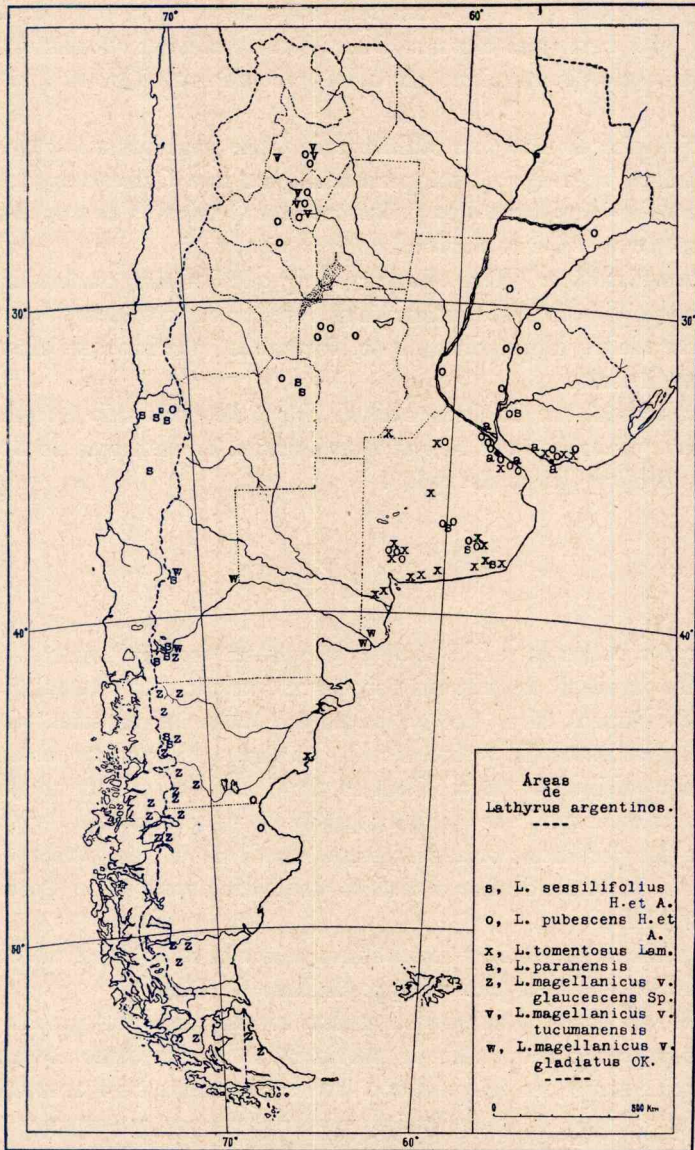 70°
60°
30°
30°
40°
40°
50°
70°
60°
Áreas
de
Lathyrus argentinos.
----
s, L. sessilifolius
H.et A.
o, L. pubescens H.et
A.
x, L.tomentosus Lam.
a, L.paranensis
z, L.magellanicus v.
glaucescens Sp.
v, L.magellanicus v.
tucumanensis
w, L.magellanicus v.
gladiatus OK.
-----
0 500 Km